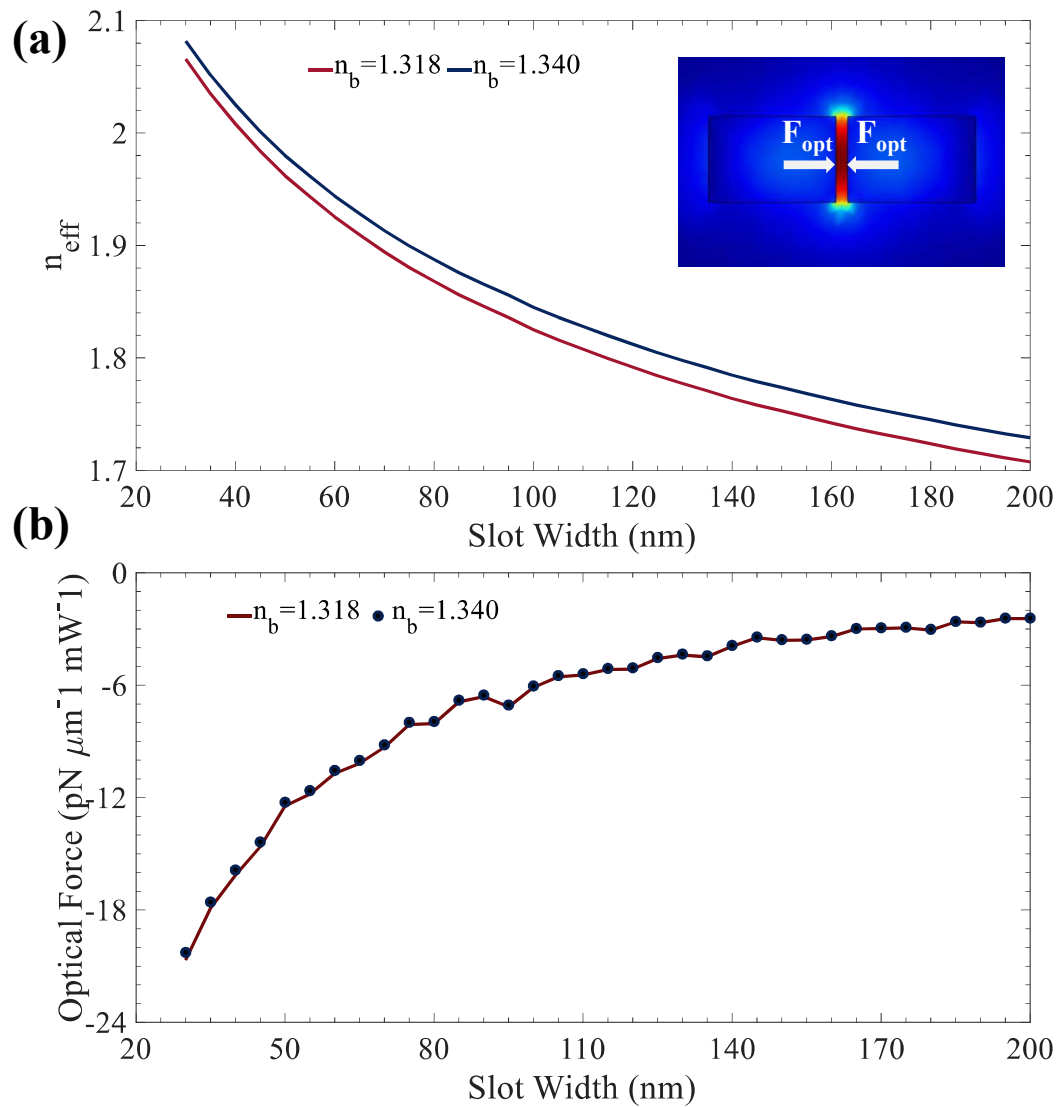 (a)
n_eff
2.1
2
1.9
1.8
1.7
n_b=1.318 n_b=1.340
F_opt F_opt
20 40 60 80 100 120 140 160 180 200
Slot Width (nm)
(b)
Optical Force (pN μm⁻1 mW⁻1)
0
-6
-12
-18
-24
n_b=1.318 n_b=1.340
20 50 80 110 140 170 200
Slot Width (nm)